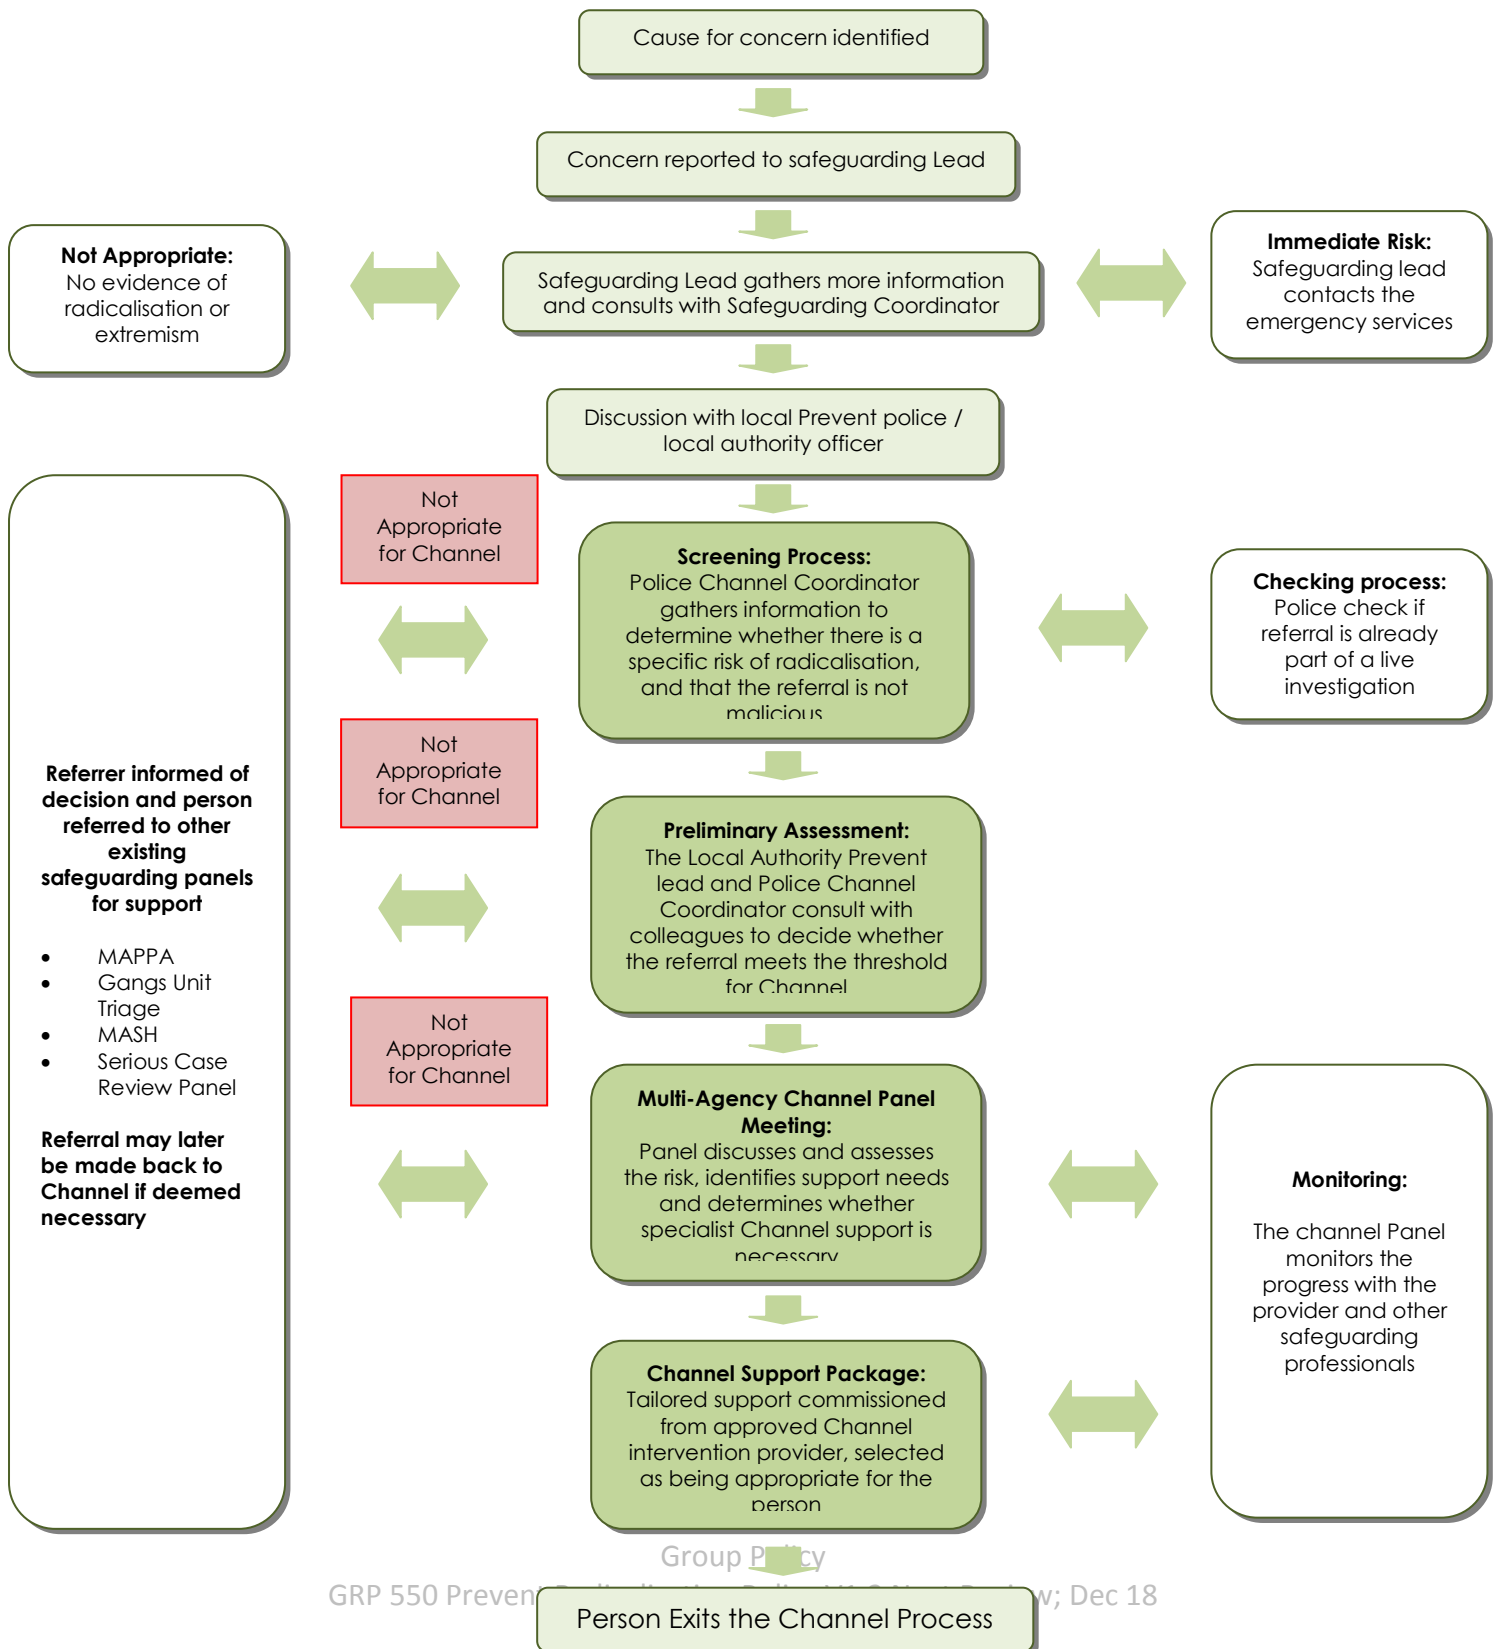 Cause for concern identified
Concern reported to safeguarding Lead
Not Appropriate:
No evidence of
radicalisation or
extremism
Safeguarding Lead gathers more information
and consults with Safeguarding Coordinator
Immediate Risk:
Safeguarding lead
contacts the
emergency services
Discussion with local Prevent police /
local authority officer
Not
Appropriate
for Channel
Screening Process:
Police Channel Coordinator
gathers information to
determine whether there is a
specific risk of radicalisation,
and that the referral is not
malicious
Checking process:
Police check if
referral is already
part of a live
investigation
Not
Appropriate
for Channel
Referrer informed of
decision and person
referred to other
existing
safeguarding panels
for support
• MAPPA
• Gangs Unit
Triage
• MASH
• Serious Case
Review Panel
Referral may later
be made back to
Channel if deemed
necessary
Preliminary Assessment:
The Local Authority Prevent
lead and Police Channel
Coordinator consult with
colleagues to decide whether
the referral meets the threshold
for Channel
Not
Appropriate
for Channel
Multi-Agency Channel Panel
Meeting:
Panel discusses and assesses
the risk, identifies support needs
and determines whether
specialist Channel support is
necessary
Monitoring:
The channel Panel
monitors the
progress with the
provider and other
safeguarding
professionals
Channel Support Package:
Tailored support commissioned
from approved Channel
intervention provider, selected
as being appropriate for the
person
Group Policy
GRP 550 Prevent Dec 18
Person Exits the Channel Process